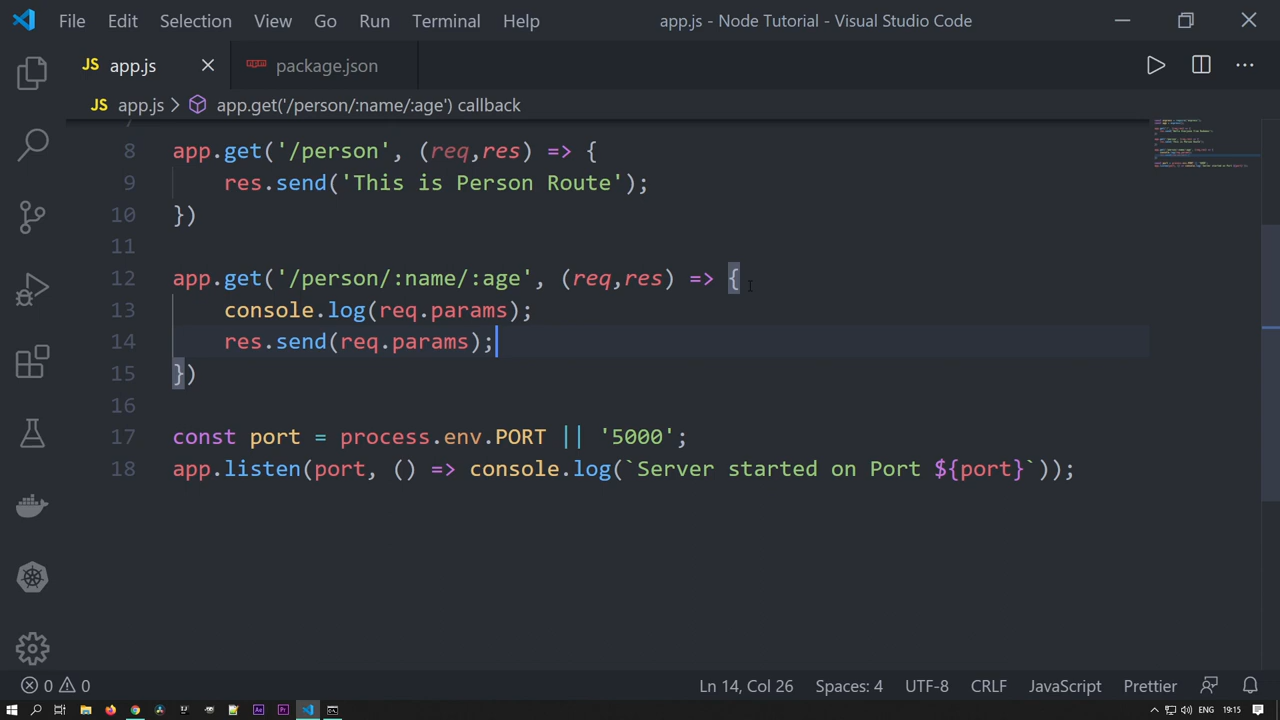 File Edit Selection View Go Run Terminal Help app.js - Node Tutorial - Visual Studio Code
JS app.js package.json
JS app.js > app.get('/person/:name/:age') callback
8 app.get('/person', (req,res) => {
9 res.send('This is Person Route');
10 })
11
12 app.get('/person/:name/:age', (req,res) => {
13 console.log(req.params);
14 res.send(req.params);
15 })
16
17 const port = process.env.PORT || '5000';
18 app.listen(port, () => console.log(`Server started on Port ${port}`));
0 0 Ln 14, Col 26 Spaces: 4 UTF-8 CRLF JavaScript Prettier
ENG 19:15